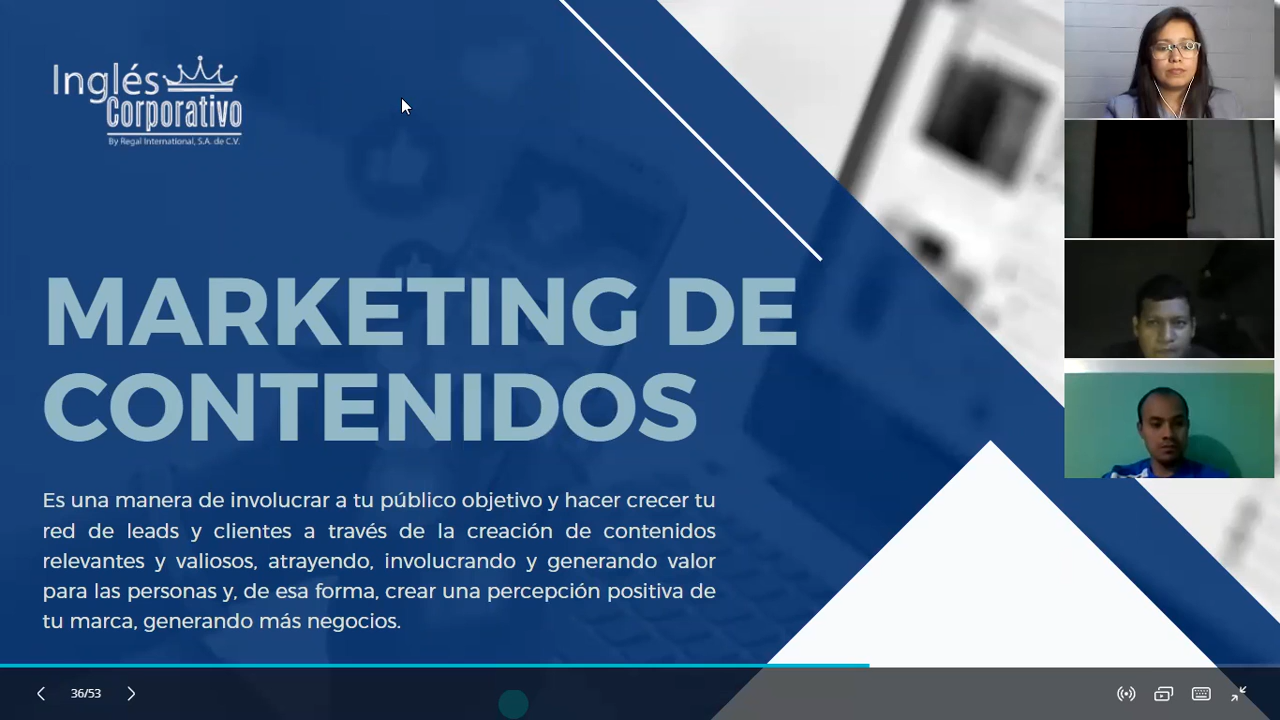 Inglés
Corporativo
By Regal International, S.A. de C.V.
MARKETING DE
CONTENIDOS
Es una manera de involucrar a tu público objetivo y hacer crecer tu
red de leads y clientes a través de la creación de contenidos
relevantes y valiosos, atrayendo, involucrando y generando valor
para las personas y, de esa forma, crear una percepción positiva de
tu marca, generando más negocios.
36/53